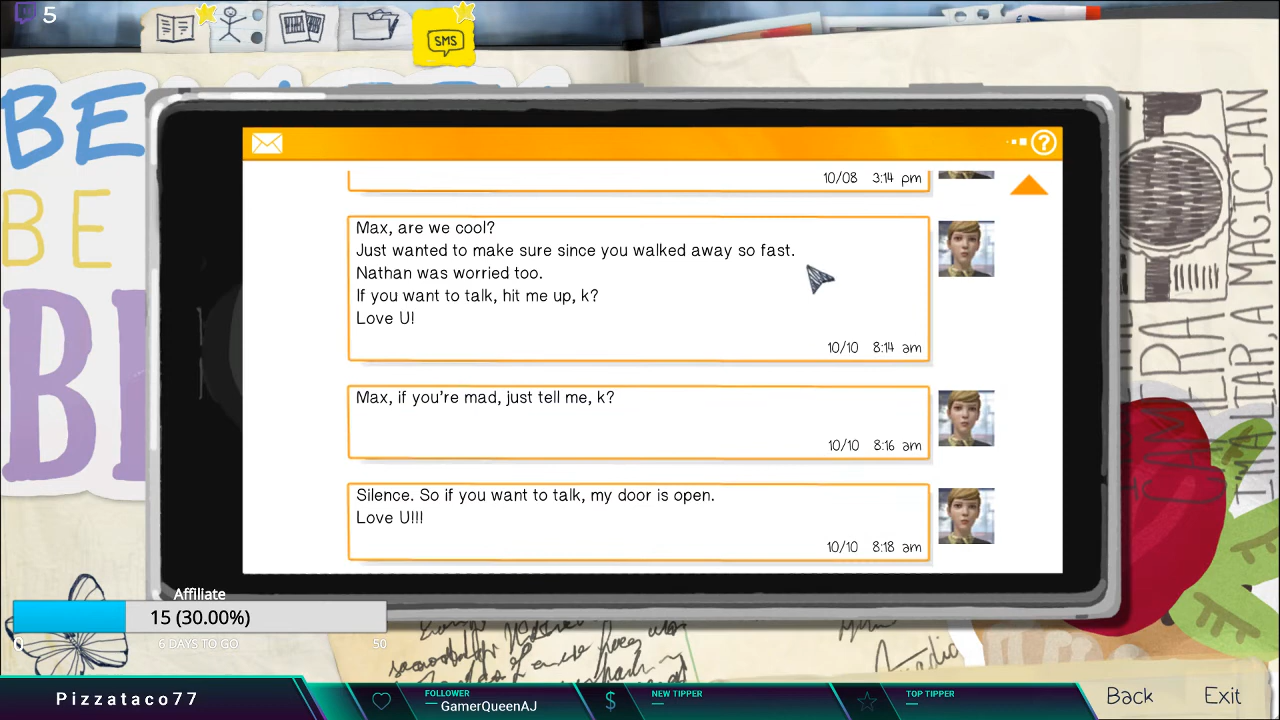 5
SMS
BE
BE
10/08 3:14 pm
Max, are we cool?
Just wanted to make sure since you walked away so fast.
Nathan was worried too.
If you want to talk, hit me up, k?
Love U!
10/10 8:14 am
Max, if you're mad, just tell me, k?
10/10 8:16 am
Silence. So if you want to talk, my door is open.
Love U!!!
10/10 8:18 am
CAMERA
LIAR, A MAGICIAN
Affiliate
15 (30.00%)
0 6 DAYS TO GO 50
Pizzataco77
FOLLOWER
GamerQueenAJ
NEW TIPPER
TOP TIPPER
Back Exit